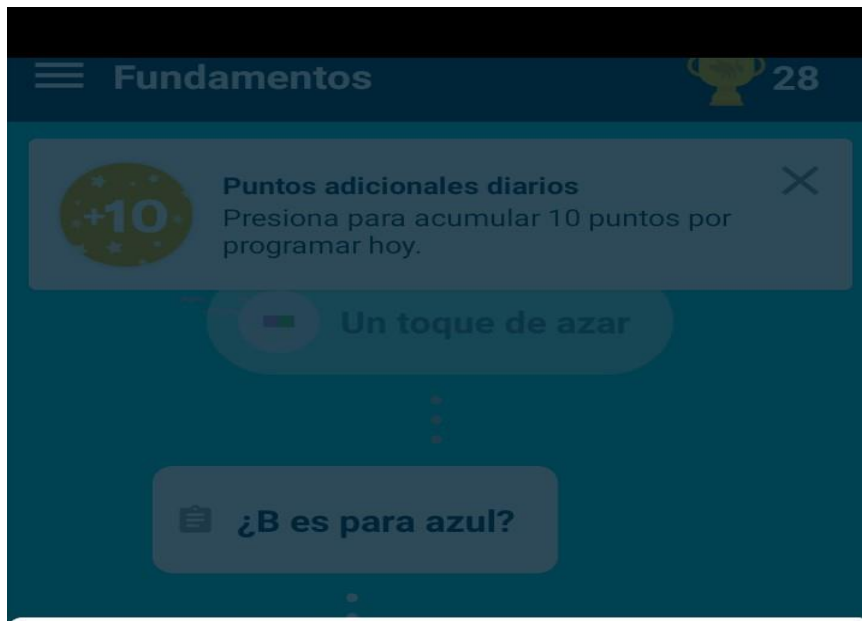 Fundamentos
28
+10
Puntos adicionales diarios
Presiona para acumular 10 puntos por
programar hoy.
Un toque de azar
¿B es para azul?